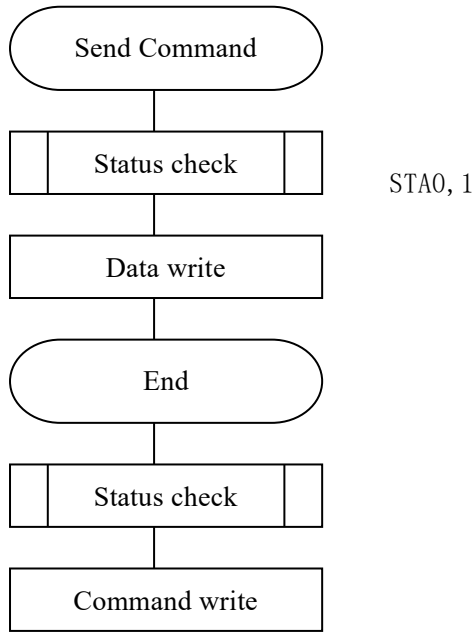 Send Command
Status check
STA0,1
Data write
End
Status check
Command write